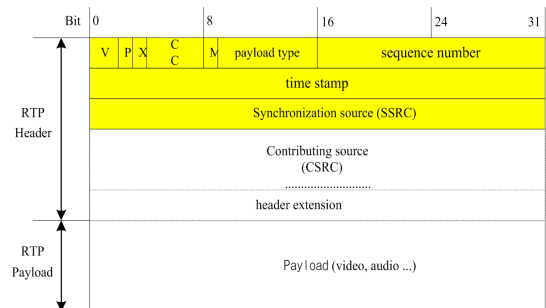 Bit 0 8 16 24 31
V P X C C M payload type sequence number
time stamp
RTP Header
Synchronization source (SSRC)
Contributing source
(CSRC)
............................
header extension
RTP Payload
Payload (video, audio ...)